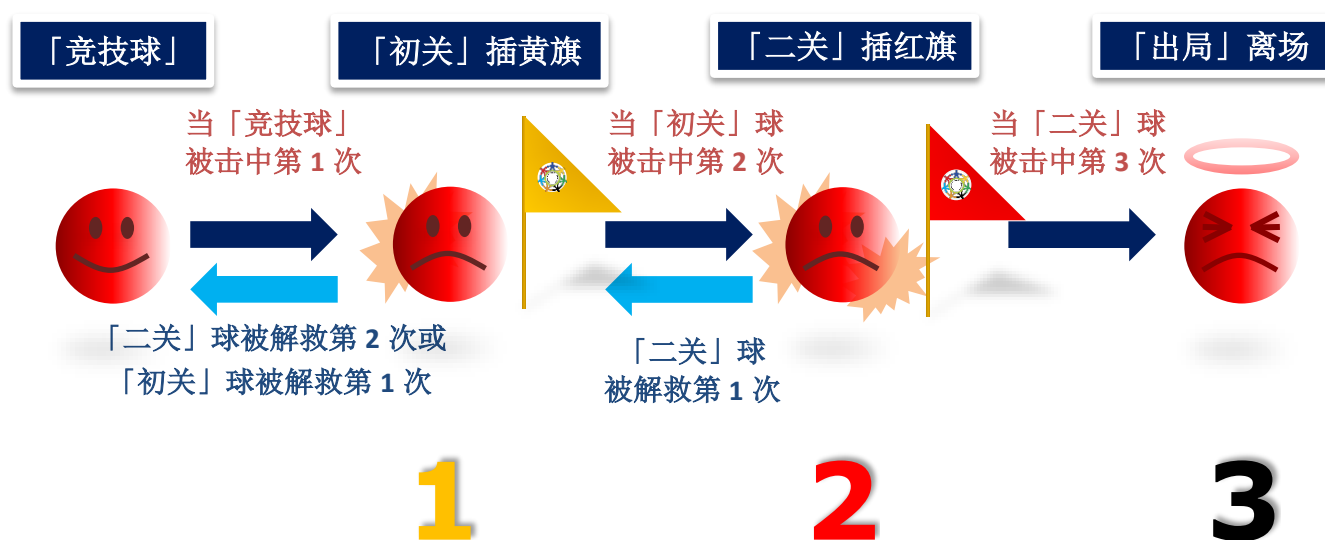 「竞技球」
「初关」插黄旗
「二关」插红旗
「出局」离场
当「竞技球」
被击中第 1 次
当「初关」球
被击中第 2 次
当「二关」球
被击中第 3 次
「二关」球被解救第 2 次或
「初关」球被解救第 1 次
「二关」球
被解救第 1 次
1
2
3